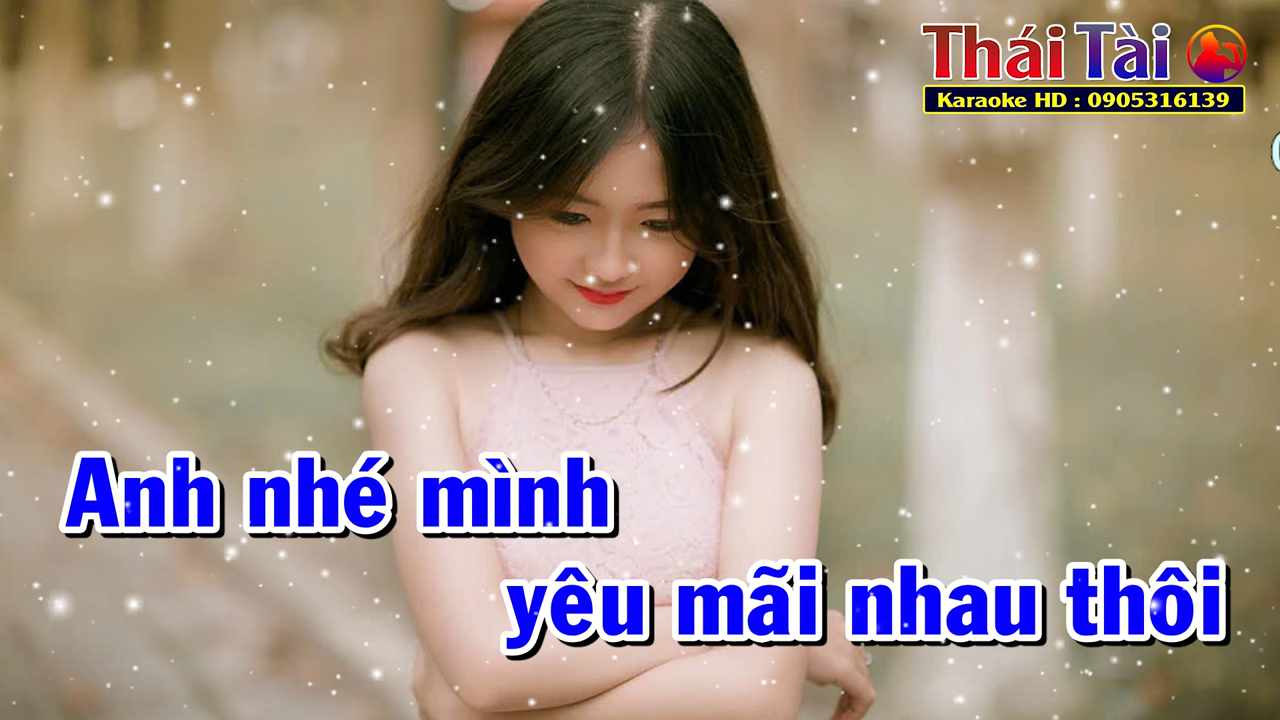 Thái Tài
Karaoke HD : 0905316139
Anh nhé mình
yêu mãi nhau thôi